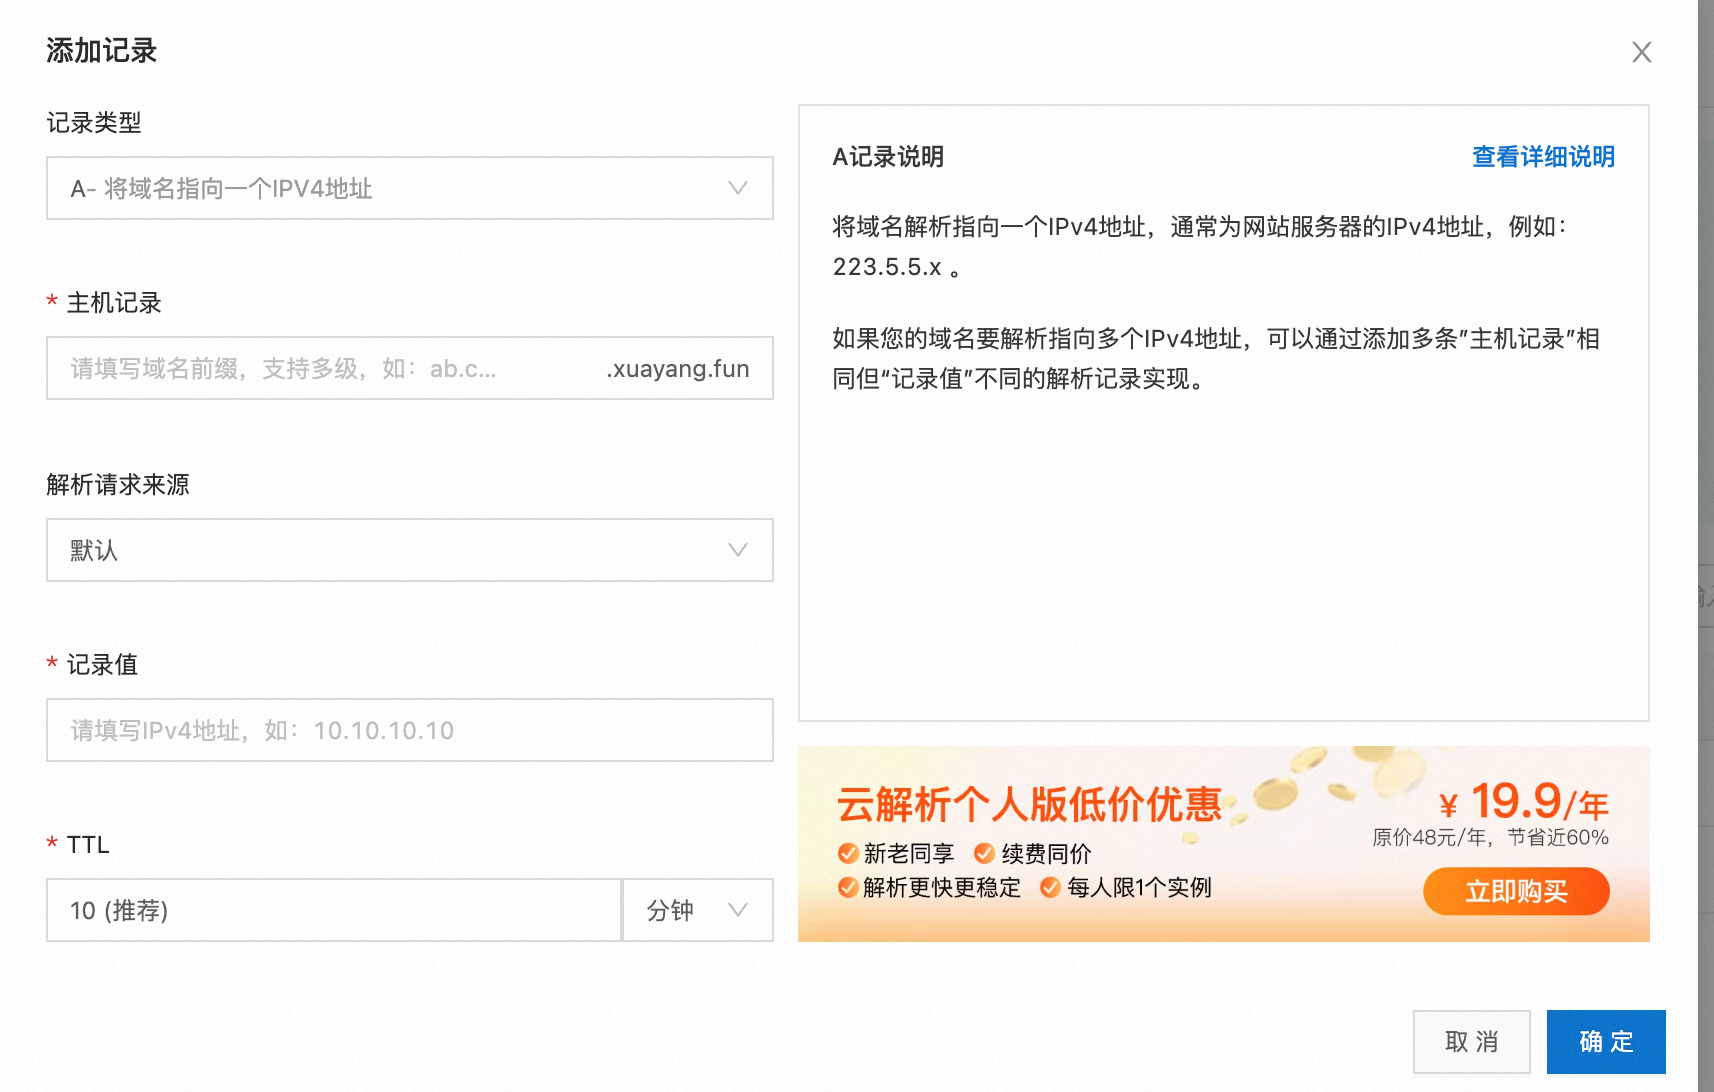 添加记录
记录类型
A- 将域名指向一个IPV4地址
* 主机记录
请填写域名前缀，支持多级，如：ab.c... .xuayang.fun
解析请求来源
默认
* 记录值
请填写IPv4地址，如：10.10.10.10
* TTL
10 (推荐) 分钟
A记录说明 查看详细说明
将域名解析指向一个IPv4地址，通常为网站服务器的IPv4地址，例如：
223.5.5.x 。
如果您的域名要解析指向多个IPv4地址，可以通过添加多条”主机记录”相
同但“记录值”不同的解析记录实现。
云解析个人版低价优惠
新老同享 续费同价
解析更快更稳定 每人限1个实例
¥ 19.9/年
原价48元/年，节省近60%
立即购买
取 消 确 定